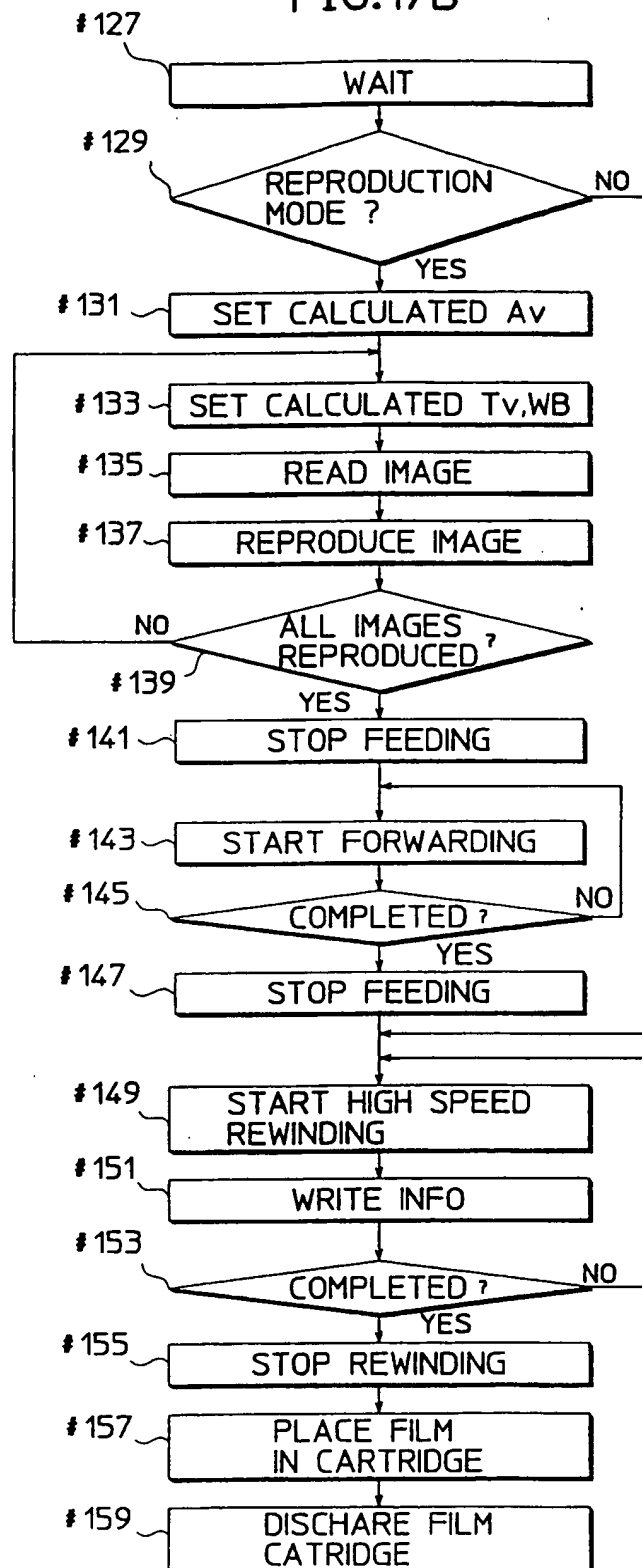 FIG.17B
#127
WAIT
#129
REPRODUCTION
MODE ?
NO
YES
#131
SET CALCULATED Av
#133
SET CALCULATED Tv,WB
#135
READ IMAGE
#137
REPRODUCE IMAGE
NO
ALL IMAGES
REPRODUCED ?
#139
YES
#141
STOP FEEDING
#143
START FORWARDING
#145
COMPLETED ?
NO
YES
#147
STOP FEEDING
#149
START HIGH SPEED
REWINDING
#151
WRITE INFO
#153
COMPLETED ?
NO
YES
#155
STOP REWINDING
#157
PLACE FILM
IN CARTRIDGE
#159
DISCHARE FILM
CATRIDGE